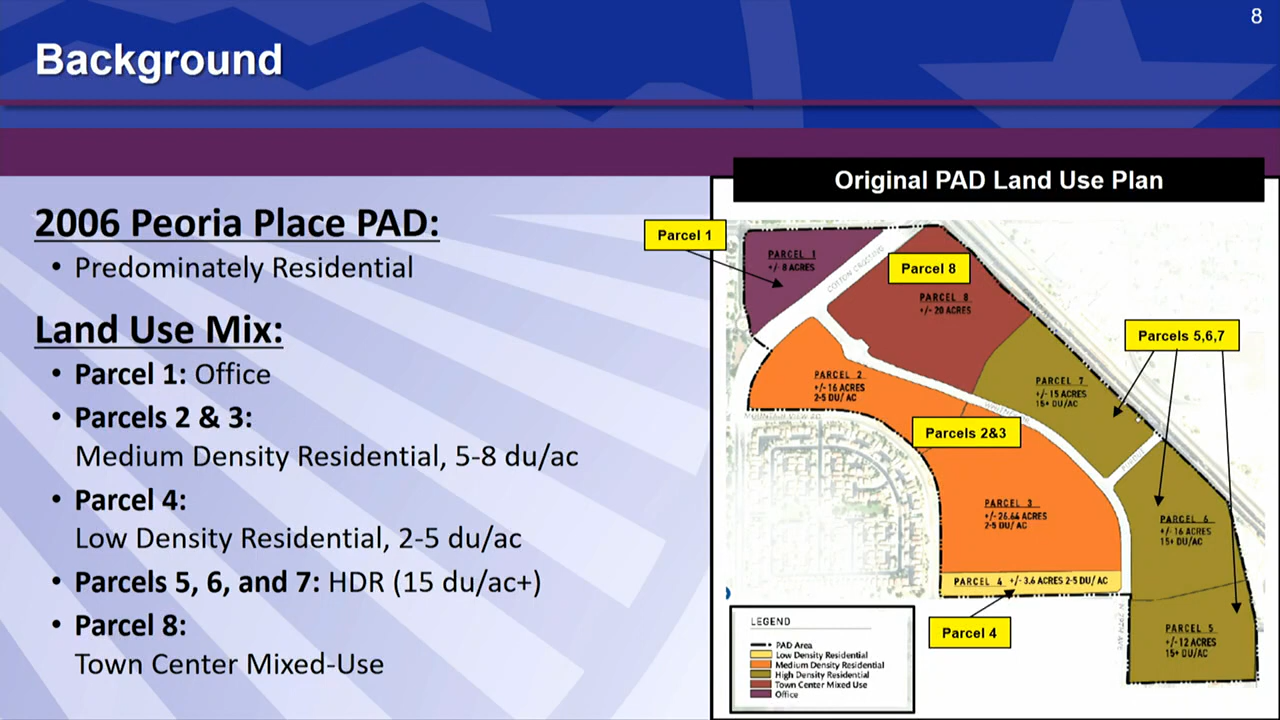 8
Background
Original PAD Land Use Plan
2006 Peoria Place PAD:
• Predominately Residential
Land Use Mix:
• Parcel 1: Office
• Parcels 2 & 3:
Medium Density Residential, 5-8 du/ac
• Parcel 4:
Low Density Residential, 2-5 du/ac
• Parcels 5, 6, and 7: HDR (15 du/ac+)
• Parcel 8:
Town Center Mixed-Use
Parcel 1
PARCEL 1
+/- 8 ACRES
COTTON CROSSING
Parcel 8
PARCEL 8
+/- 20 ACRES
Parcels 5,6,7
PARCEL 2
+/- 16 ACRES
2-5 DU/ AC
PARCEL 7
+/- 15 ACRES
15+ DU/AC
MOUNTAIN VIEW RD
Parcels 2&3
PARCEL 3
+/- 26.64 ACRES
2-5 DU/ AC
PARCEL 6
+/- 16 ACRES
15+ DU/AC
PARCEL 4 +/- 3.6 ACRES 2-5 DU/ AC
Parcel 4
PARCEL 5
+/- 12 ACRES
15+ DU/AC
LEGEND
PAD Area
Low Density Residential
Medium Density Residential
High Density Residential
Town Center Mixed Use
Office